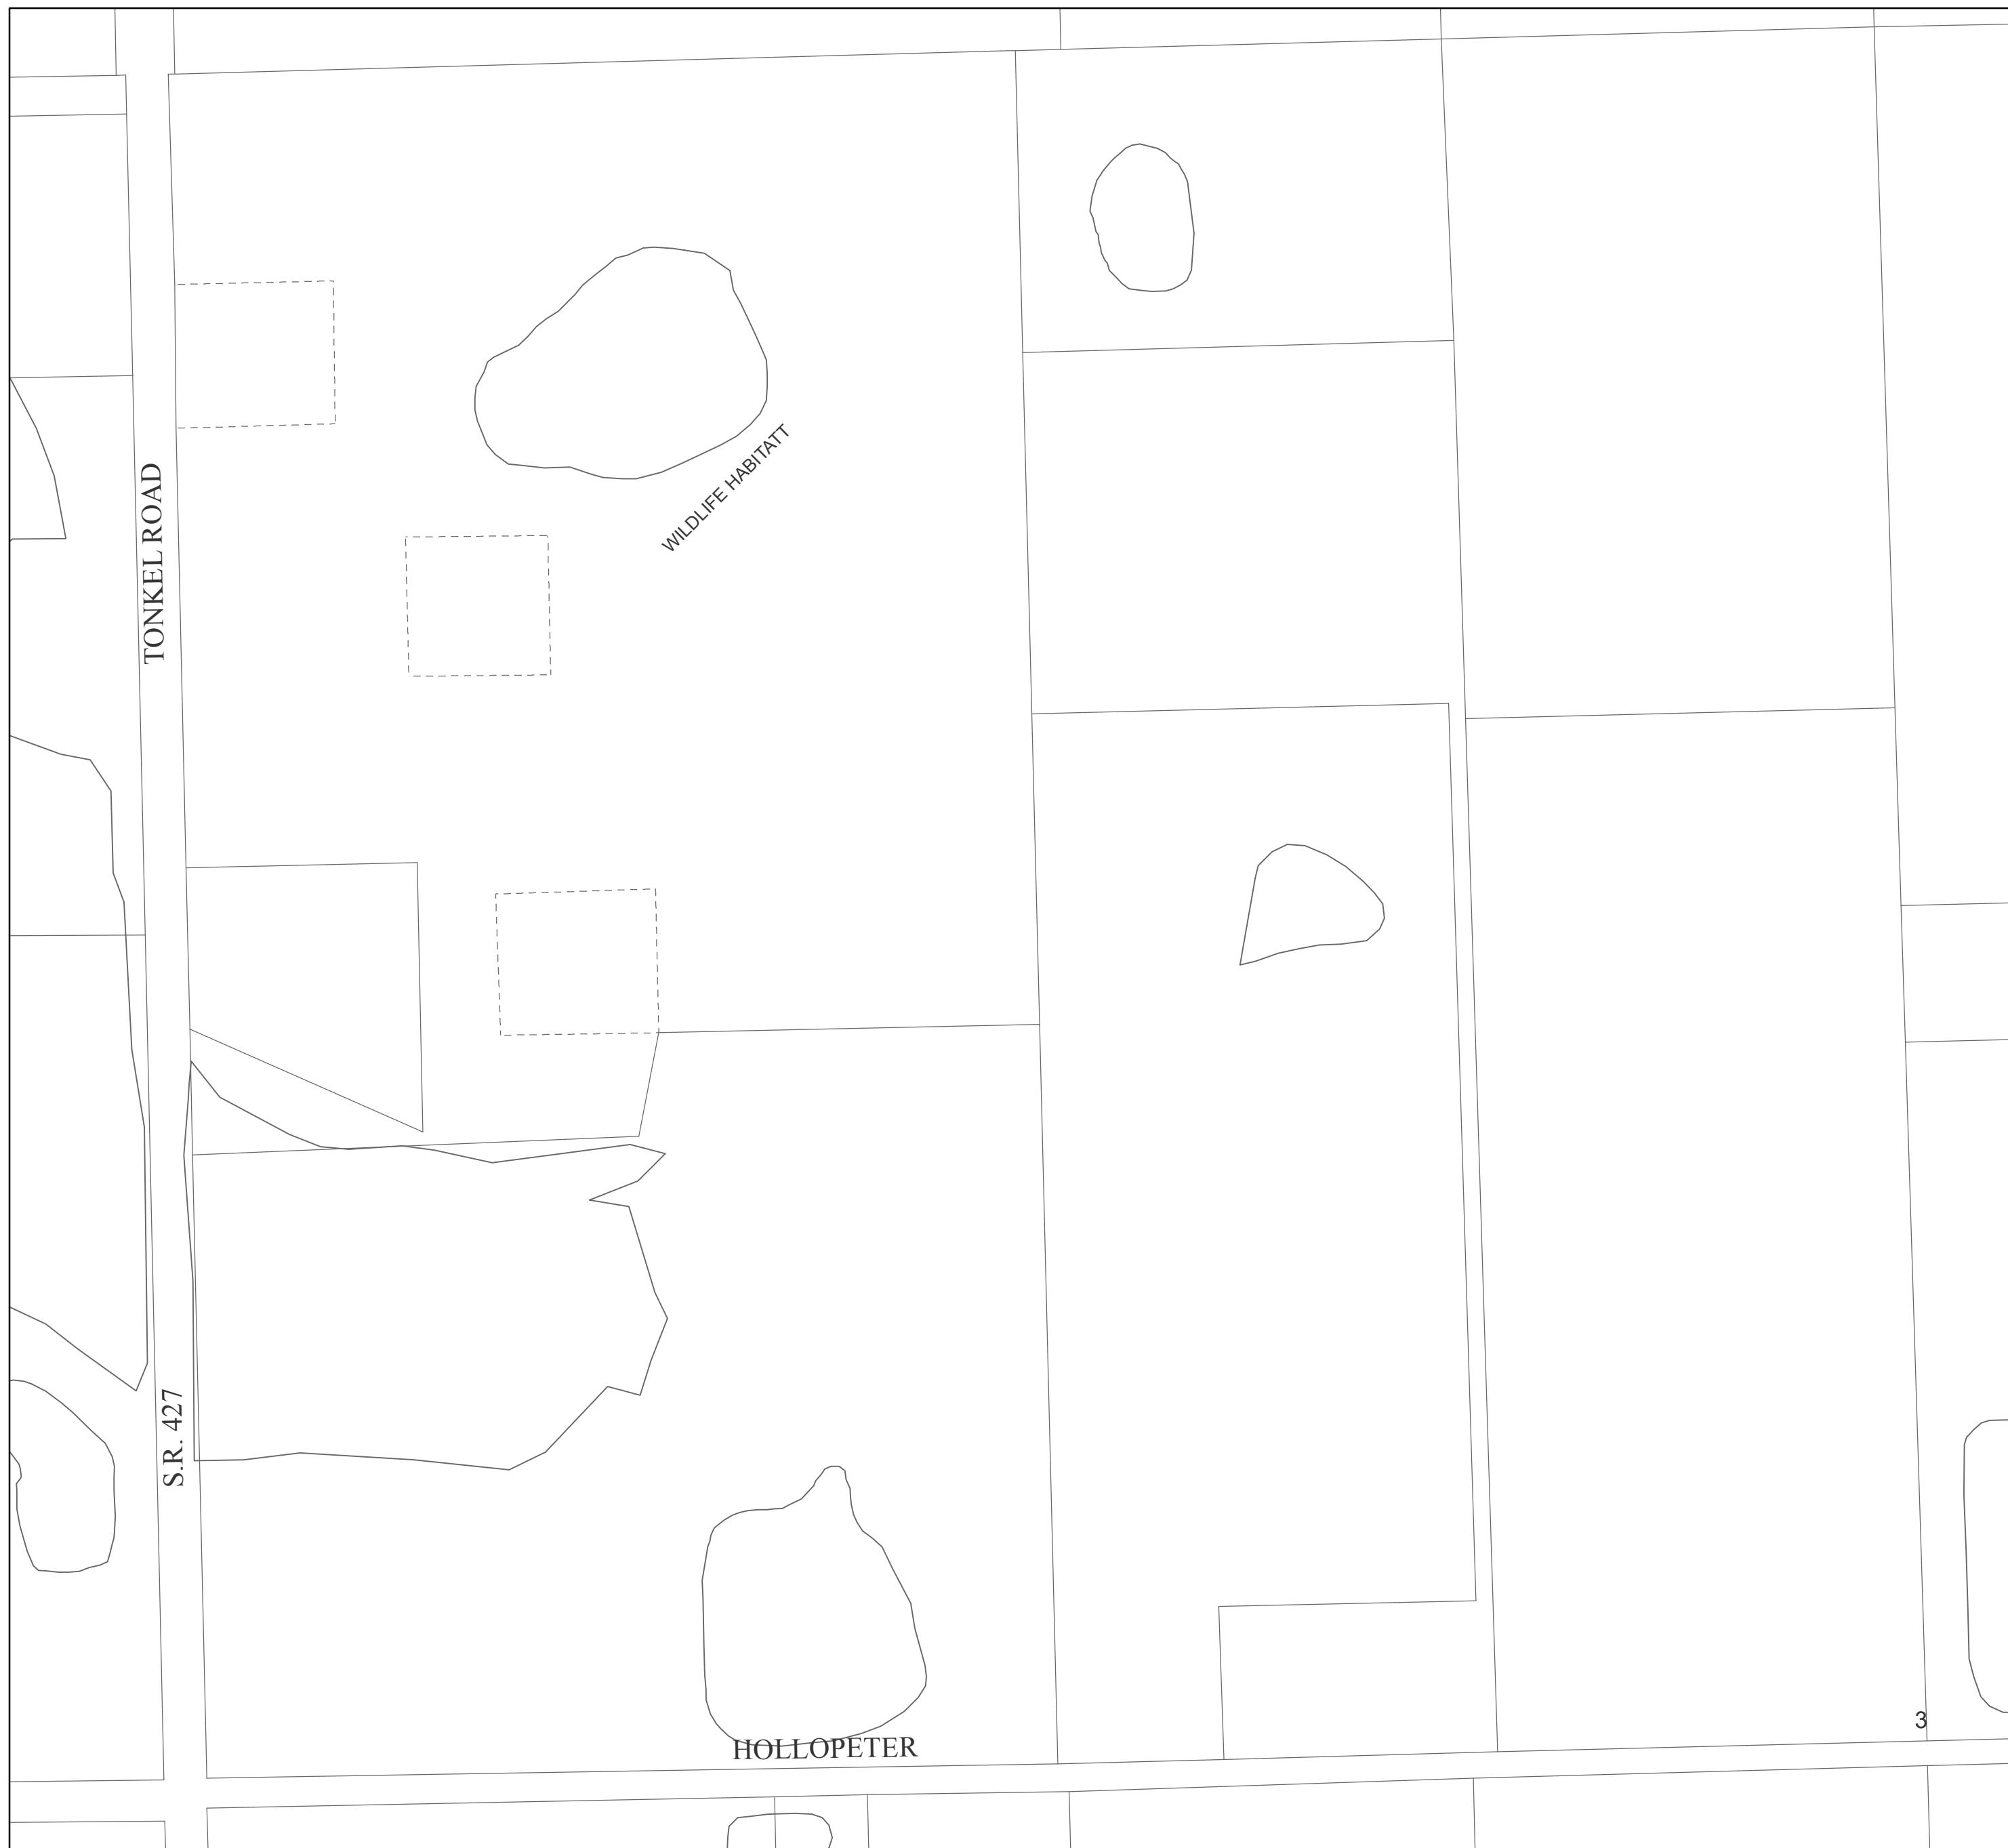 WILDLIFE HABITATT
TONKEL ROAD
S.R. 427
3
HOLLOPETER